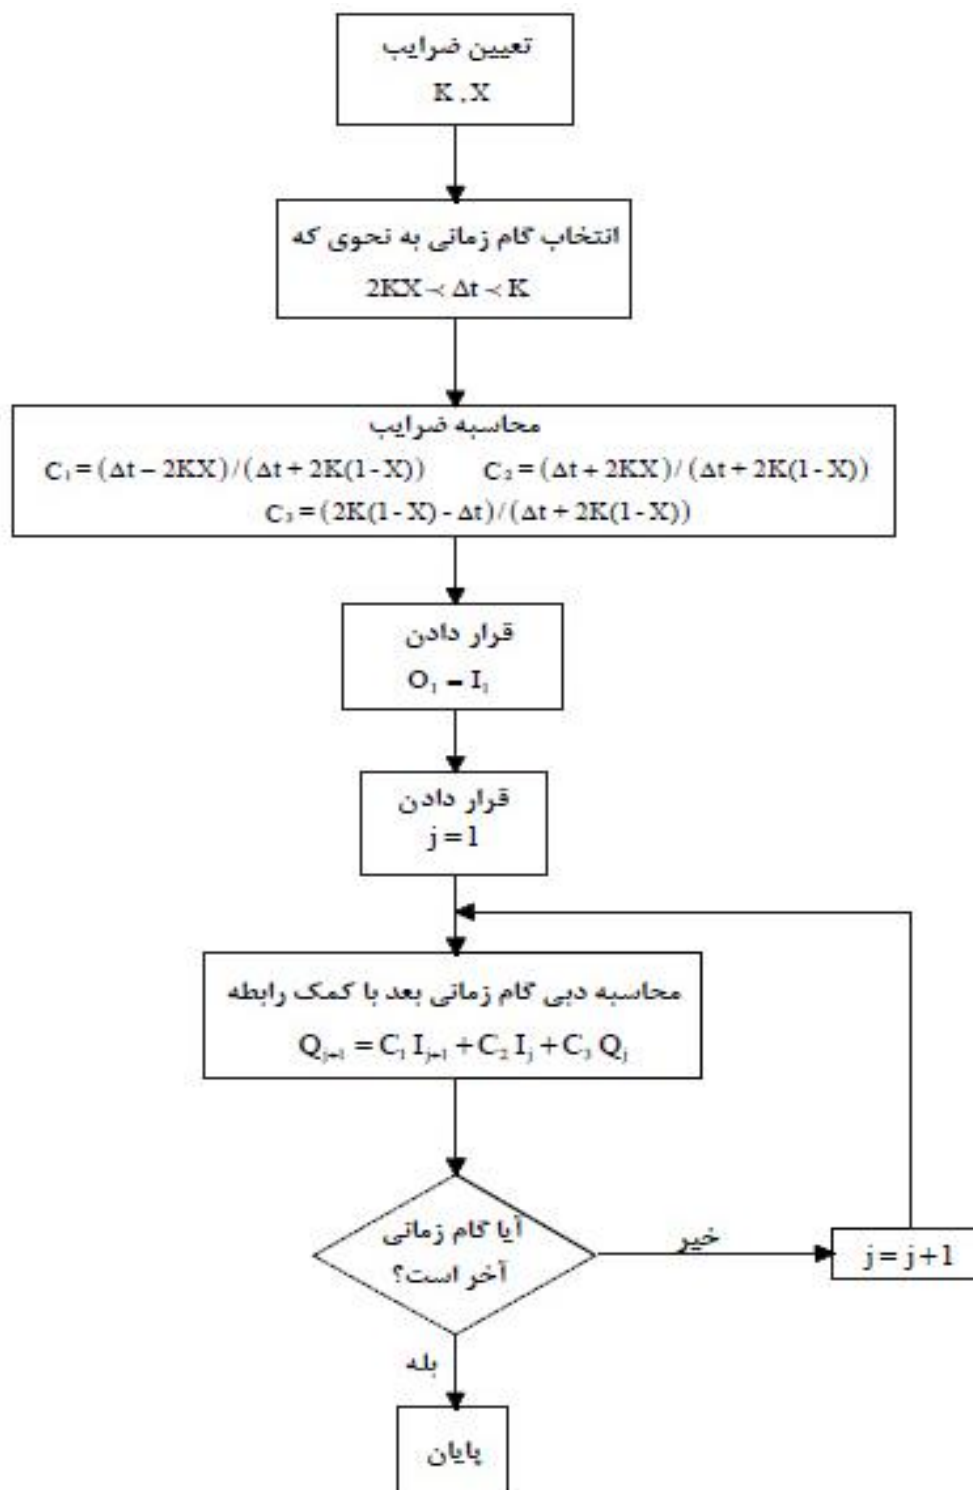 تعیین ضرایب
K , X
انتخاب گام زمانی به نحوی که
2KX ≺ Δt ≺ K
محاسبه ضرایب
C₁ = (Δt − 2KX)/(Δt + 2K(1 - X)) C₂ = (Δt + 2KX)/(Δt + 2K(1 - X))
C₃ = (2K(1 - X) - Δt)/(Δt + 2K(1 - X))
قرار دادن
O₁ = I₁
قرار دادن
j = 1
محاسبه دبی گام زمانی بعد با کمک رابطه
Qⱼ₊₁ = C₁ Iⱼ₊₁ + C₂ Iⱼ + C₃ Qⱼ
آیا گام زمانی
آخر است؟
خیر
j = j + 1
بله
پایان